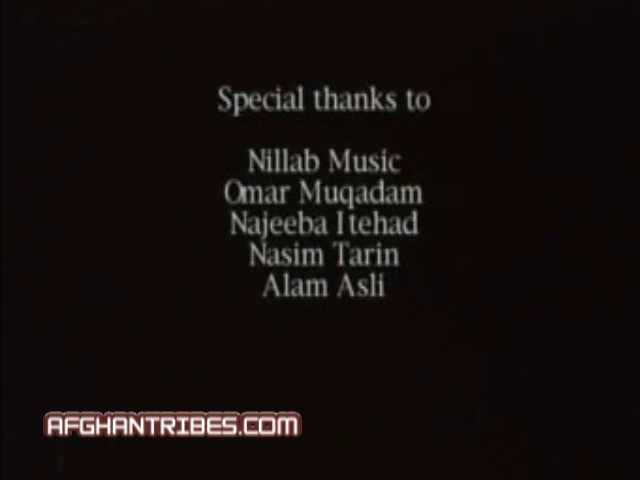 Special thanks to
Nillab Music
Omar Muqadam
Najeeba Itehad
Nasim Tarin
Alam Asli
AFGHANTRIBES.COM